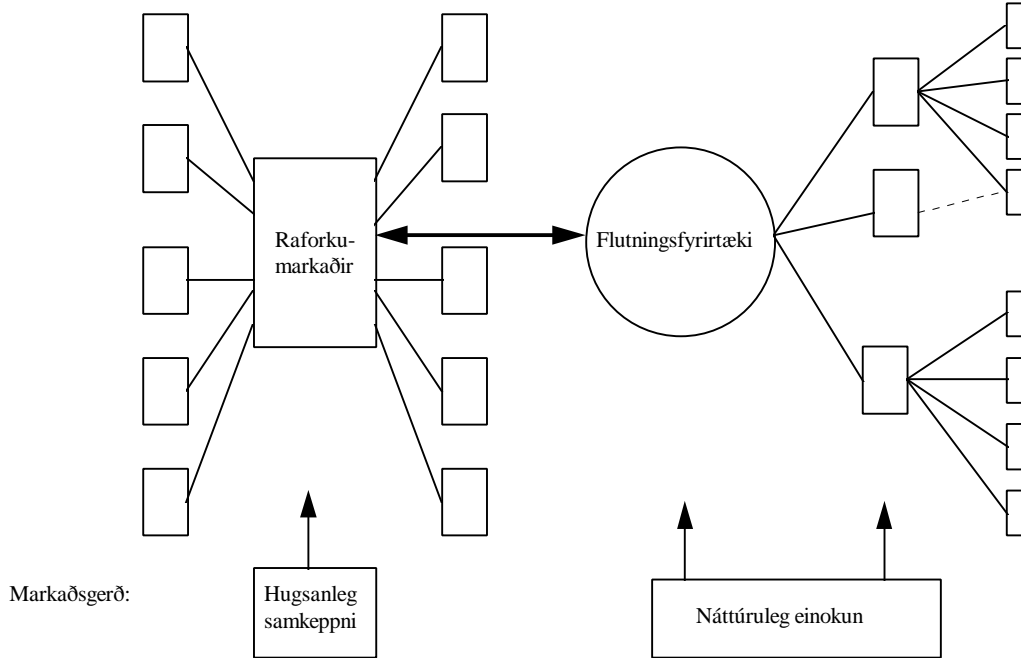 Raforku-
markaðir
Flutningsfyrirtæki
Markaðsgerð:
Hugsanleg
samkeppni
Náttúruleg einokun